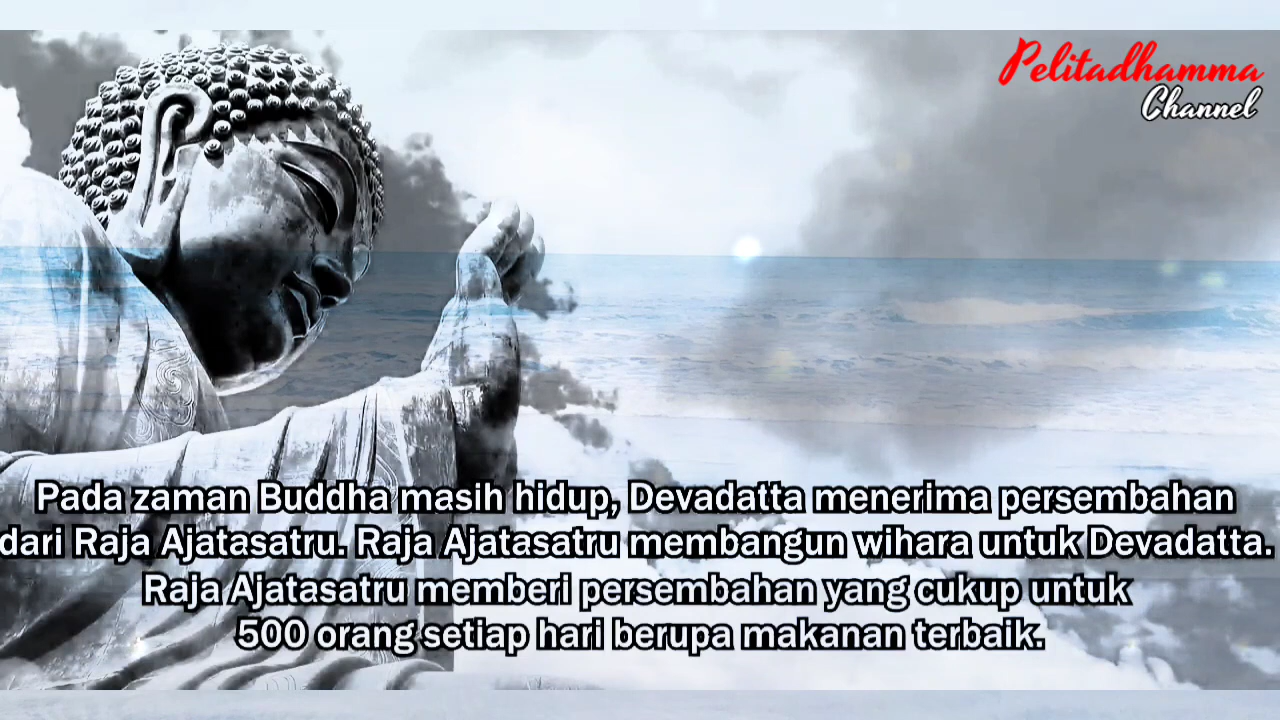 Pelitadhamma
Channel
Pada zaman Buddha masih hidup, Devadatta menerima persembahan
dari Raja Ajatasatru. Raja Ajatasatru membangun wihara untuk Devadatta.
Raja Ajatasatru memberi persembahan yang cukup untuk
500 orang setiap hari berupa makanan terbaik.